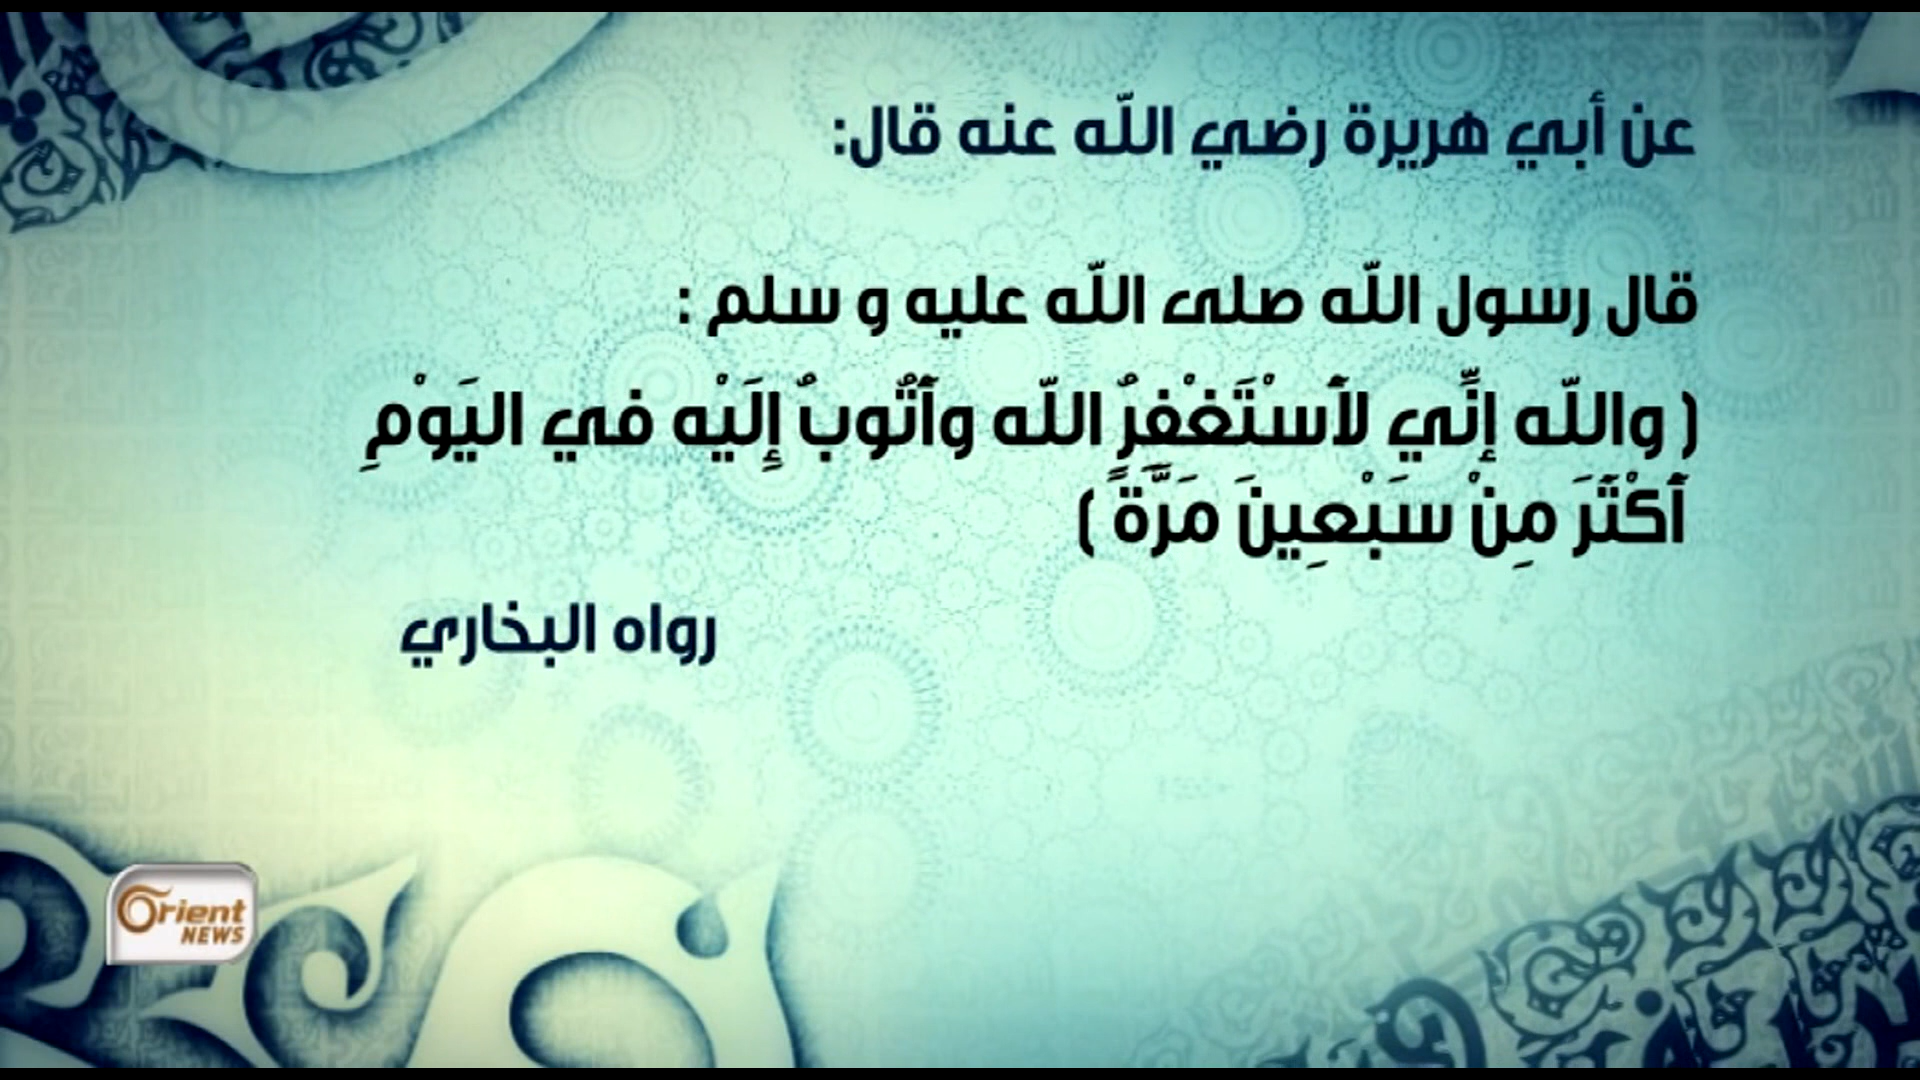 عن أبي هريرة رضي اللّه عنه قال:
قال رسول اللّه صلى اللّه عليه و سلم :
( واللّه إنِّي لأَسْتَغْفِرُ اللّه وأَتُوبُ إِلَيْه في اليَوْمِ
أَكْثَرَ مِنْ سَبْعِينَ مَرَّةً )
رواه البخاري
Orient
NEWS